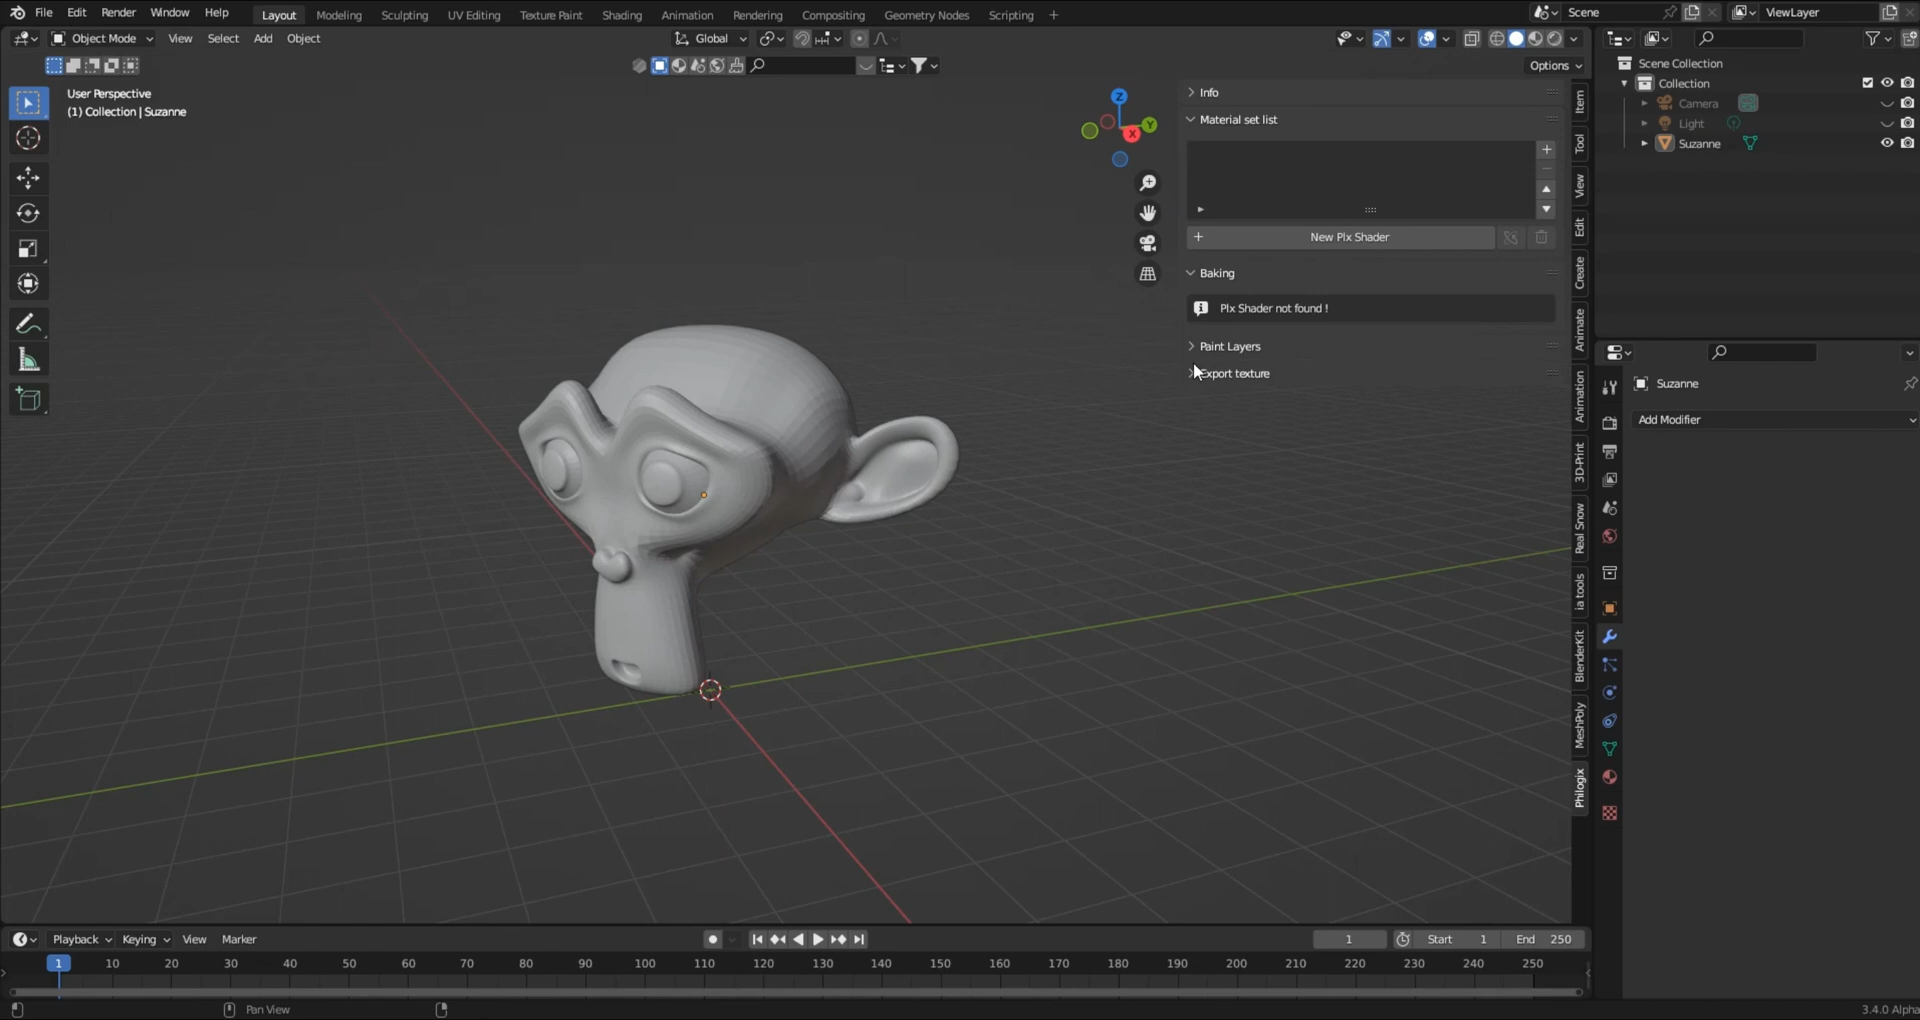 File Edit Render Window Help Layout Modeling Sculpting UV Editing Texture Paint Shading Animation Rendering Compositing Geometry Nodes Scripting + Scene ViewLayer
Object Mode View Select Add Object Global
Options
User Perspective
(1) Collection | Suzanne
Z
Y
X
Info
Material set list
New Plx Shader
Baking
Plx Shader not found !
Paint Layers
Export texture
Item
Tool
View
Edit
Create
Animate
Animation
3D-Print
Real Snow
ia tools
BlenderKit
MeshPoly
Philogix
Scene Collection
Collection
Camera
Light
Suzanne
Suzanne
Add Modifier
Playback Keying View Marker 1 Start 1 End 250
1 10 20 30 40 50 60 70 80 90 100 110 120 130 140 150 160 170 180 190 200 210 220 230 240 250
Pan View 3.4.0 Alpha